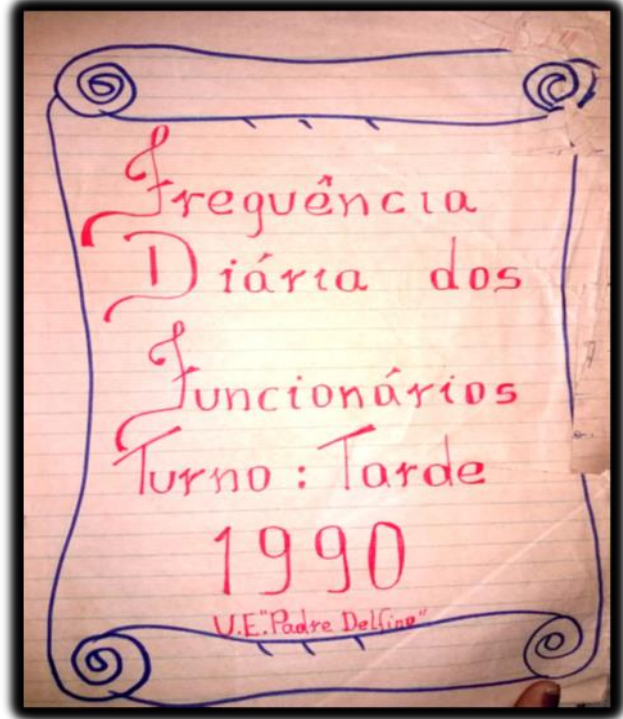 Frequência
Diária dos
Funcionários
Turno: Tarde
1990
U.E."Padre Delfino"